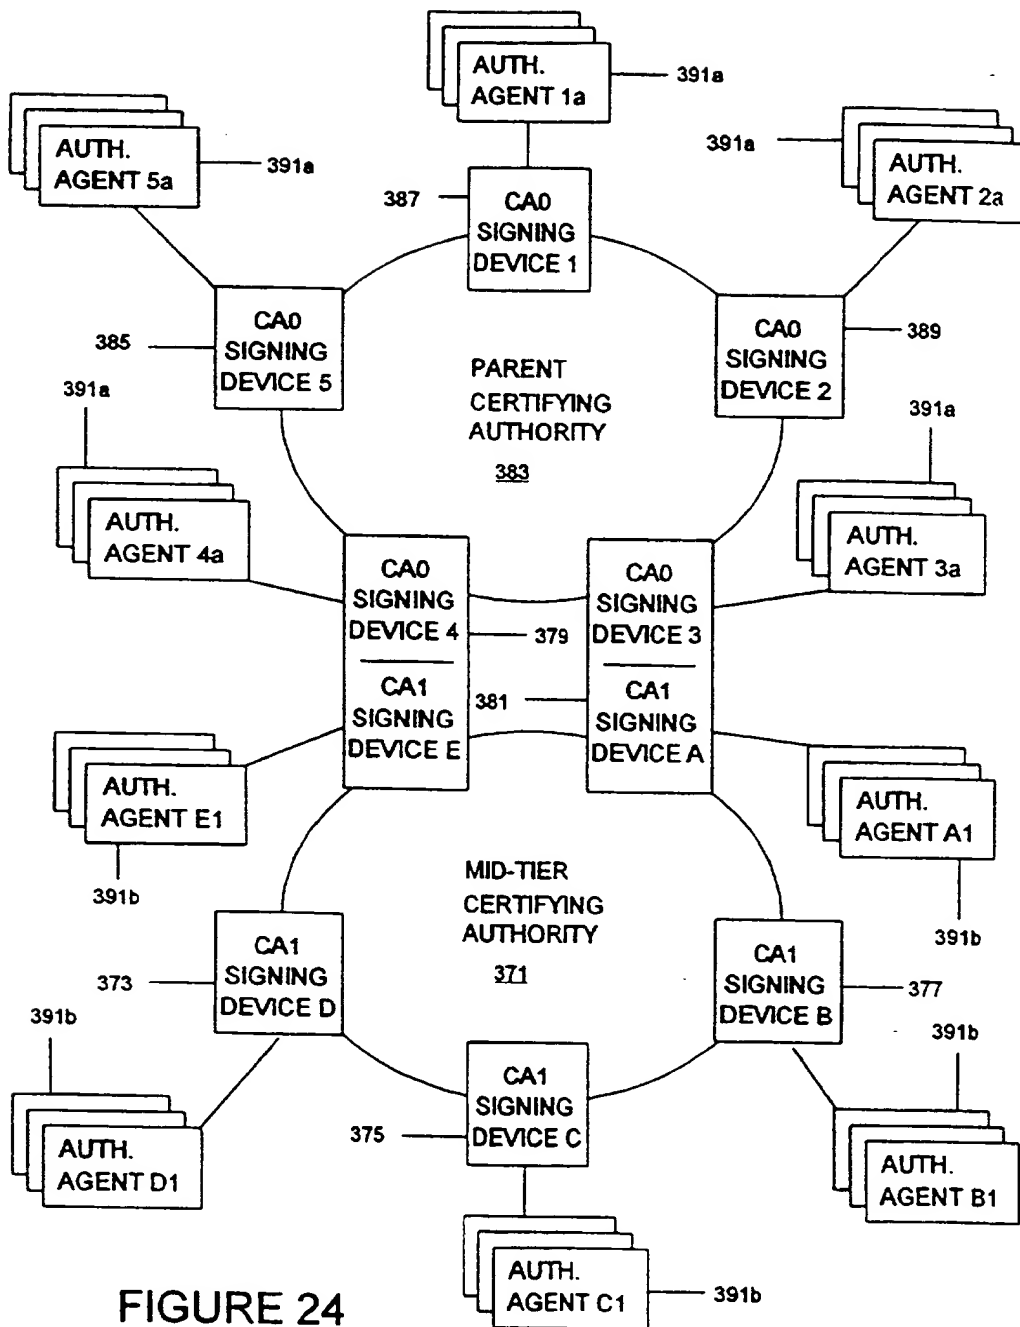 AUTH.
AGENT 1a
391a
AUTH.
AGENT 5a
391a
391a
AUTH.
AGENT 2a
387
CA0
SIGNING
DEVICE 1
385
CA0
SIGNING
DEVICE 5
CA0
SIGNING
DEVICE 2
389
PARENT
CERTIFYING
AUTHORITY
383
391a
AUTH.
AGENT 4a
391a
AUTH.
AGENT 3a
CA0
SIGNING
DEVICE 4
379
CA0
SIGNING
DEVICE 3
CA1
SIGNING
DEVICE E
381
CA1
SIGNING
DEVICE A
AUTH.
AGENT E1
391b
AUTH.
AGENT A1
391b
MID-TIER
CERTIFYING
AUTHORITY
371
373
CA1
SIGNING
DEVICE D
CA1
SIGNING
DEVICE B
377
391b
AUTH.
AGENT D1
375
CA1
SIGNING
DEVICE C
391b
AUTH.
AGENT B1
AUTH.
AGENT C1
391b
FIGURE 24